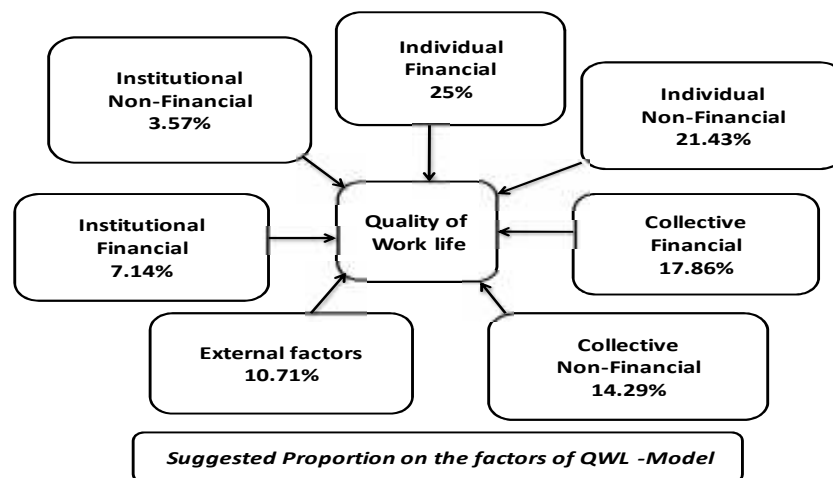 Individual
Financial
25%
Institutional
Non-Financial
3.57%
Individual
Non-Financial
21.43%
Quality of
Work life
Institutional
Financial
7.14%
Collective
Financial
17.86%
External factors
10.71%
Collective
Non-Financial
14.29%
Suggested Proportion on the factors of QWL -Model